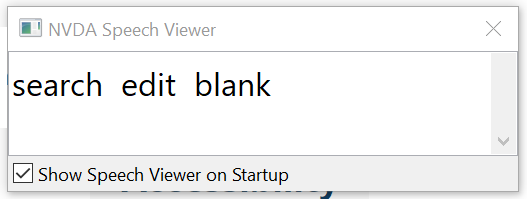 NVDA Speech Viewer
search  edit  blank
Show Speech Viewer on Startup